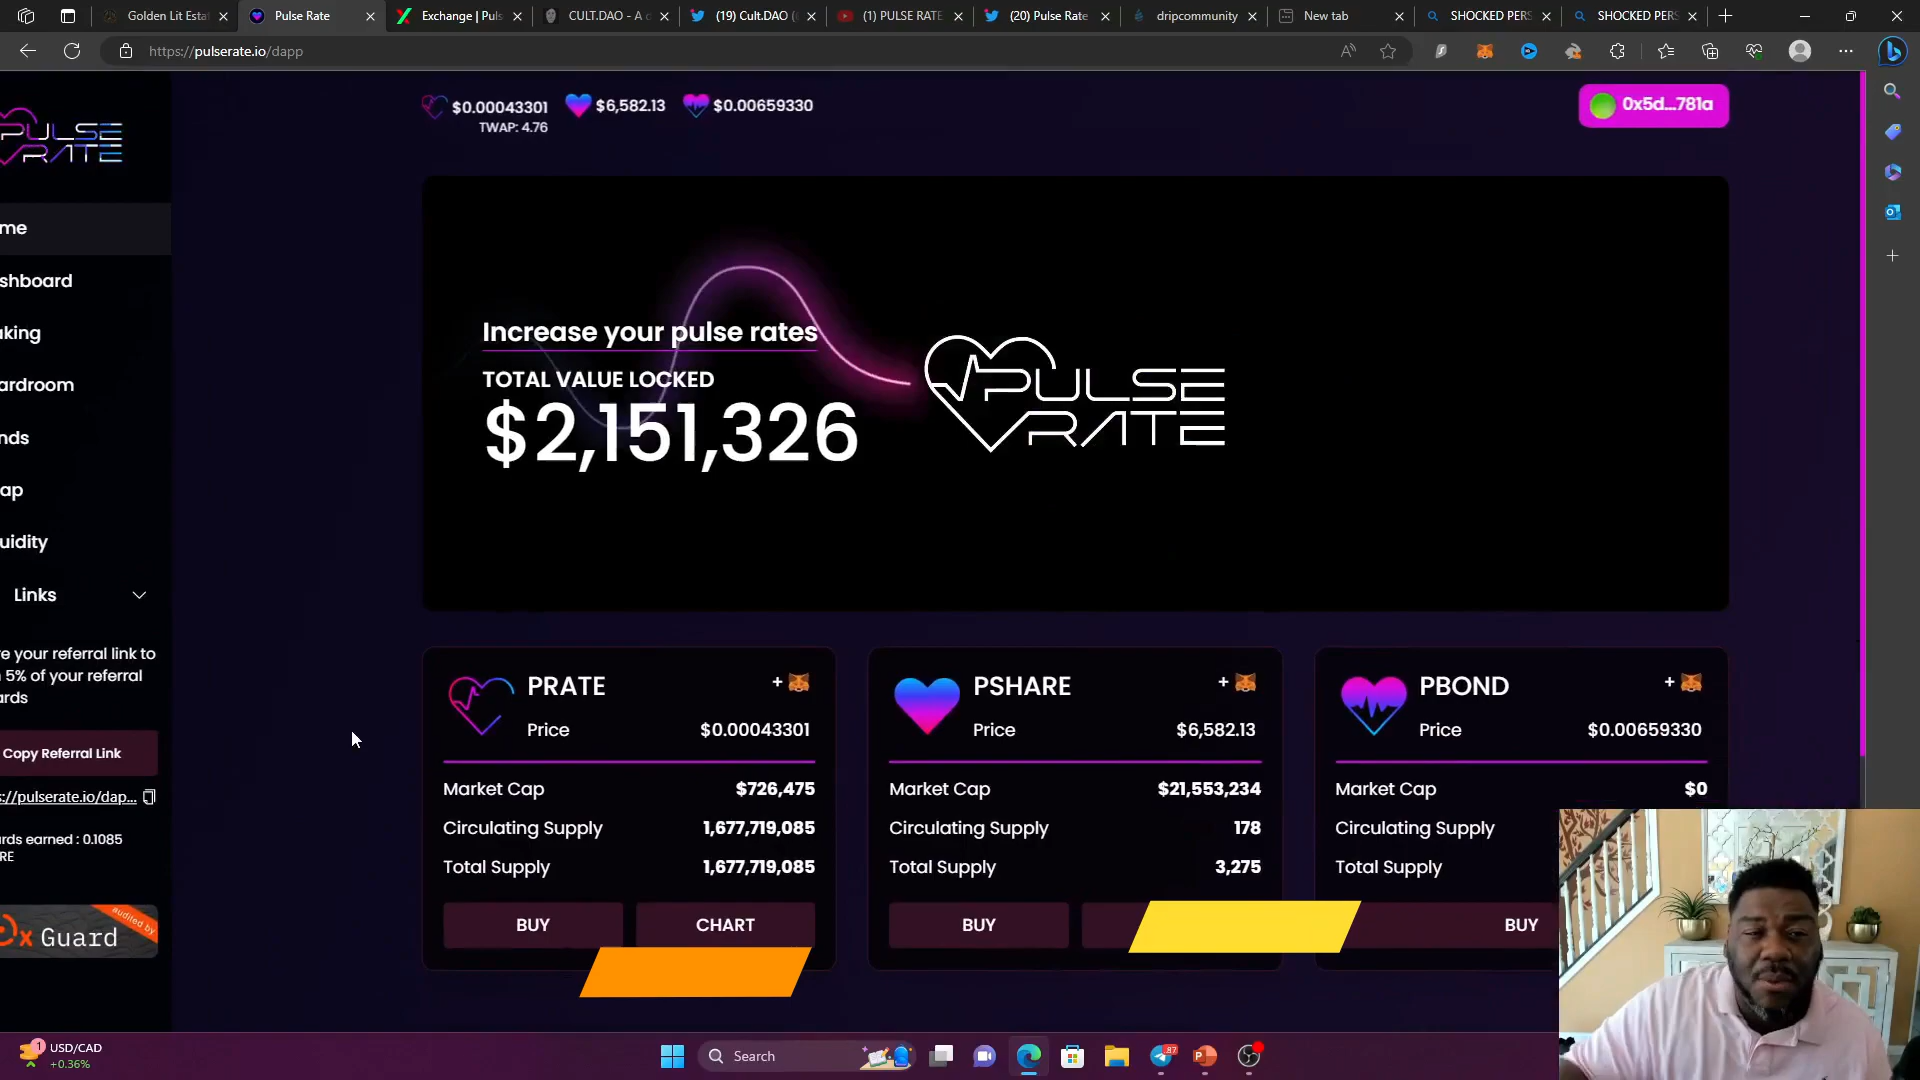 Golden Lit Esta
Pulse Rate
Exchange | Puls
CULT.DAO - A c
(19) Cult.DAO (
(1) PULSE RATE
(20) Pulse Rate
dripcommunity
New tab
SHOCKED PERS
SHOCKED PERS
https://pulserate.io/dapp
PULSE
RATE
$0.00043301
TWAP: 4.76
$6,582.13
$0.00659330
0x5d...781a
me
shboard
king
ardroom
nds
ap
uidity
Links
e your referral link to
5% of your referral
ards
Copy Referral Link
s://pulserate.io/dap...
rds earned : 0.1085
RE
audited by
x Guard
Increase your pulse rates
TOTAL VALUE LOCKED
$2,151,326
PULSE
RATE
PRATE
+
Price $0.00043301
Market Cap $726,475
Circulating Supply 1,677,719,085
Total Supply 1,677,719,085
BUY CHART
PSHARE
+
Price $6,582.13
Market Cap $21,553,234
Circulating Supply 178
Total Supply 3,275
BUY
PBOND
+
Price $0.00659330
Market Cap $0
Circulating Supply
Total Supply
BUY
1
USD/CAD
+0.36%
Search
87